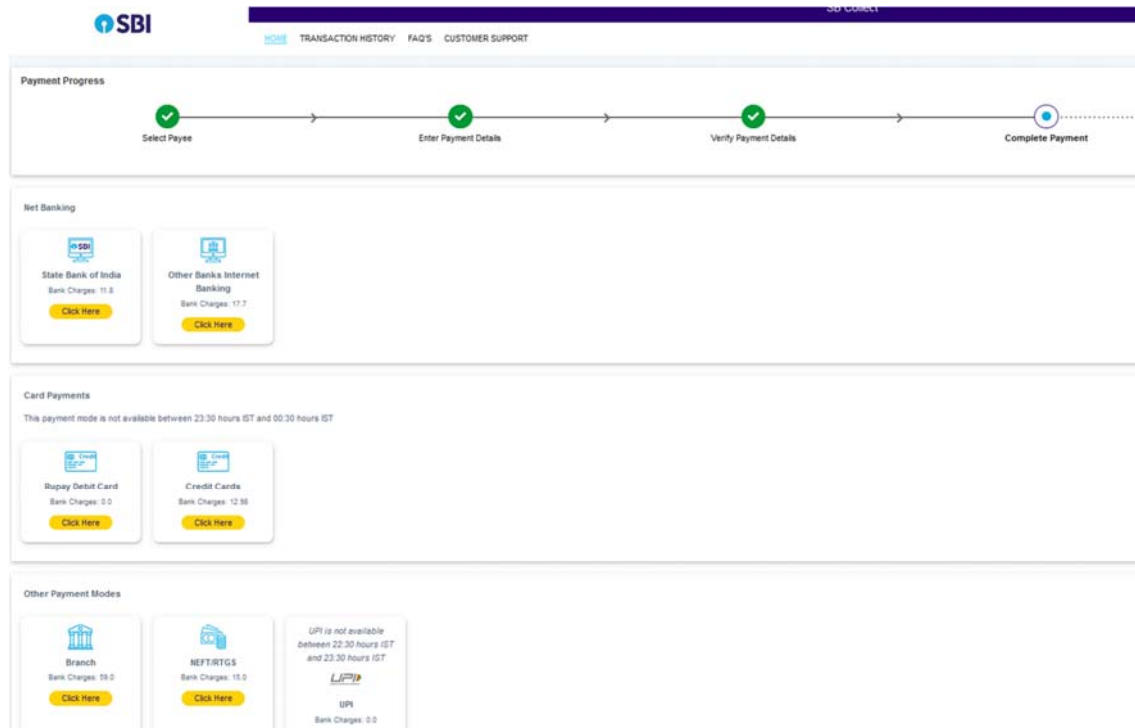 SBI
SB Collect
HOME TRANSACTION HISTORY FAQ'S CUSTOMER SUPPORT
Payment Progress
Select Payee
Enter Payment Details
Verify Payment Details
Complete Payment
Net Banking
SBI
State Bank of India
Bank Charges: 11.8
Click Here
Other Banks Internet
Banking
Bank Charges: 17.7
Click Here
Card Payments
This payment mode is not available between 23:30 hours IST and 00:30 hours IST
Credit
Rupay Debit Card
Bank Charges: 0.0
Click Here
Credit
Credit Cards
Bank Charges: 12.98
Click Here
Other Payment Modes
Branch
Bank Charges: 59.0
Click Here
NEFT/RTGS
Bank Charges: 15.0
Click Here
UPI is not available
between 22:30 hours IST
and 23:30 hours IST
UPI
UPI
Bank Charges: 0.0